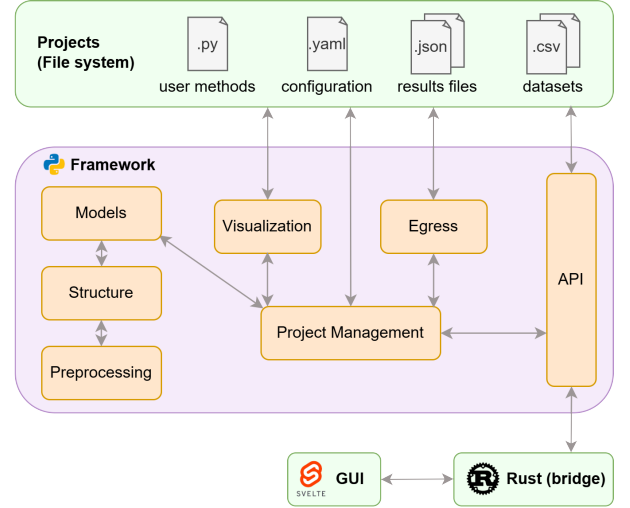 Projects
(File system)
.py
.yaml
.json
.csv
user methods
configuration
results files
datasets
Framework
Models
Visualization
Egress
Structure
API
Project Management
Preprocessing
SVELTE
GUI
R
Rust (bridge)